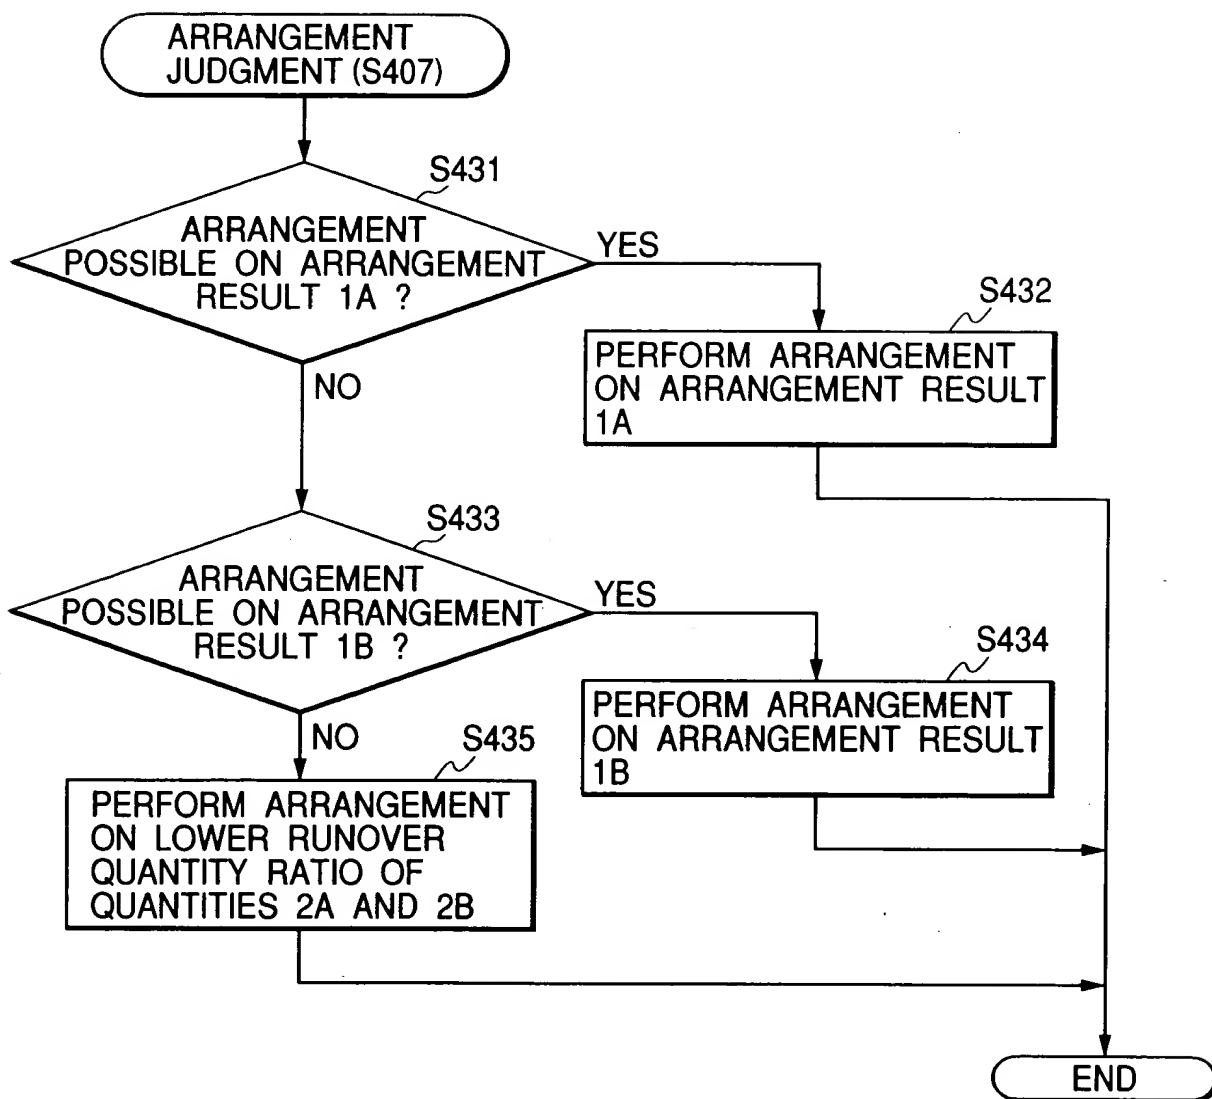 ARRANGEMENT
JUDGMENT (S407)
S431
ARRANGEMENT
POSSIBLE ON ARRANGEMENT
RESULT 1A ?
YES
NO
S432
PERFORM ARRANGEMENT
ON ARRANGEMENT RESULT
1A
S433
ARRANGEMENT
POSSIBLE ON ARRANGEMENT
RESULT 1B ?
YES
NO
S434
PERFORM ARRANGEMENT
ON ARRANGEMENT RESULT
1B
S435
PERFORM ARRANGEMENT
ON LOWER RUNOVER
QUANTITY RATIO OF
QUANTITIES 2A AND 2B
END